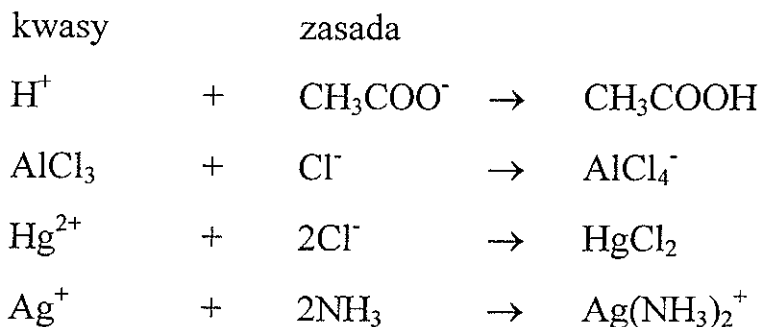 kwasy zasada
H⁺ + CH₃COO⁻ → CH₃COOH
AlCl₃ + Cl⁻ → AlCl₄⁻
Hg²⁺ + 2Cl⁻ → HgCl₂
Ag⁺ + 2NH₃ → Ag(NH₃)₂⁺